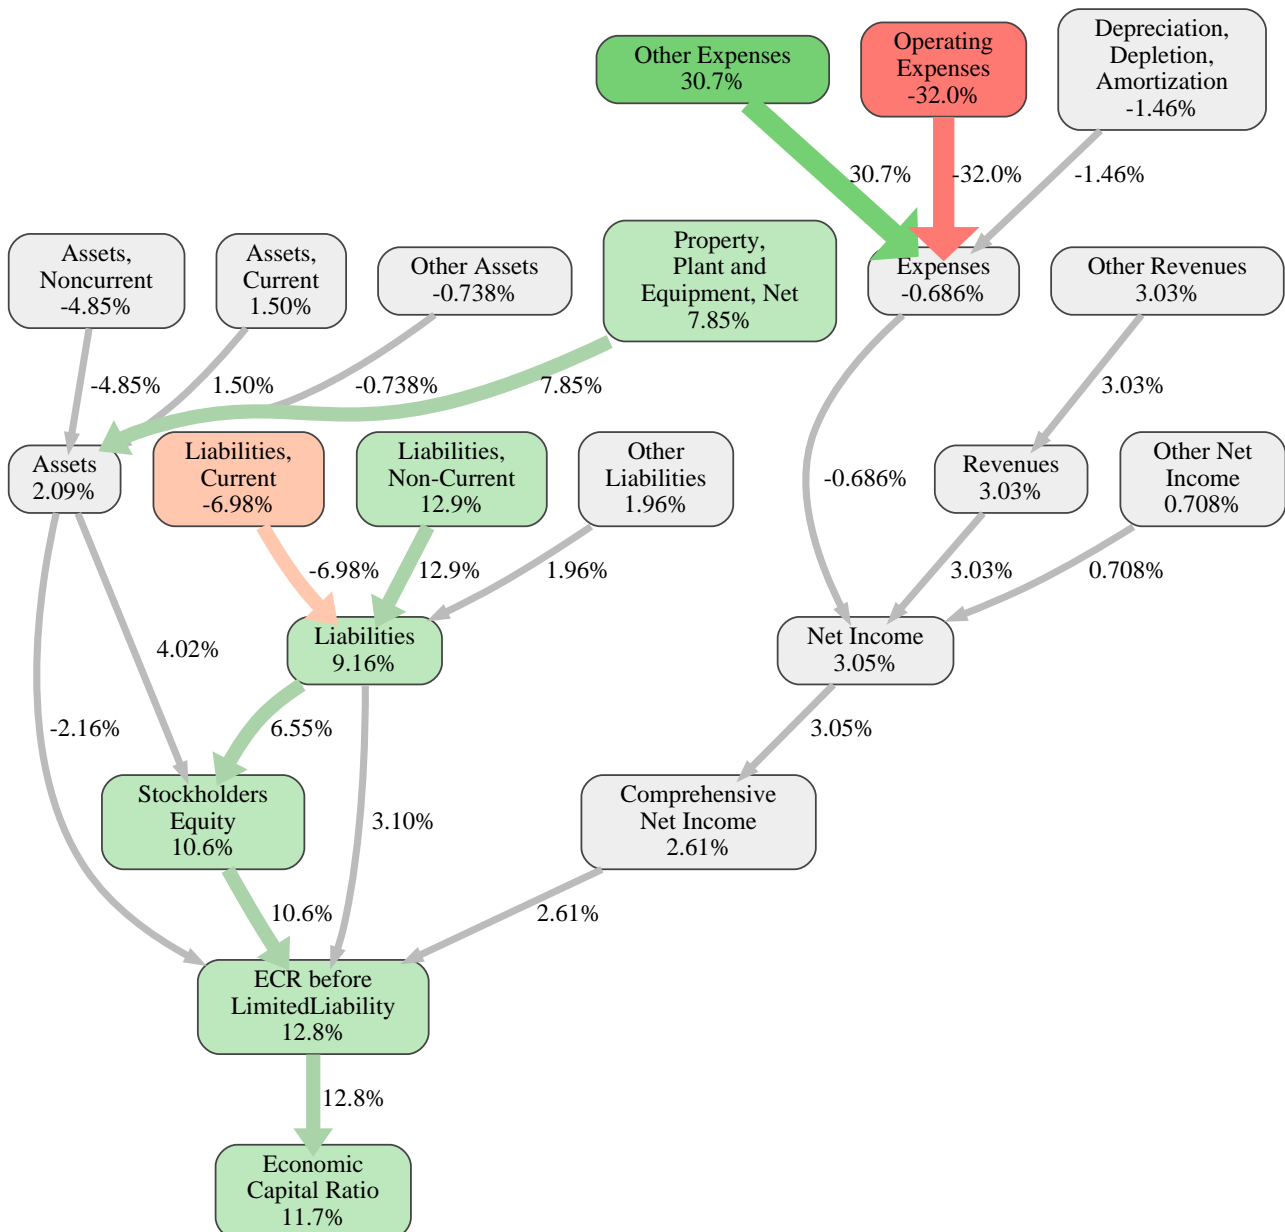 Other Expenses
30.7%
Operating
Expenses
-32.0%
Depreciation,
Depletion,
Amortization
-1.46%
30.7%
-32.0%
-1.46%
Assets,
Noncurrent
-4.85%
Assets,
Current
1.50%
Other Assets
-0.738%
Property,
Plant and
Equipment, Net
7.85%
Expenses
-0.686%
Other Revenues
3.03%
-4.85%
1.50%
-0.738%
7.85%
3.03%
Assets
2.09%
Liabilities,
Current
-6.98%
Liabilities,
Non-Current
12.9%
Other
Liabilities
1.96%
-0.686%
Revenues
3.03%
Other Net
Income
0.708%
-6.98%
12.9%
1.96%
3.03%
0.708%
4.02%
Liabilities
9.16%
Net Income
3.05%
-2.16%
6.55%
3.05%
Stockholders
Equity
10.6%
3.10%
Comprehensive
Net Income
2.61%
10.6%
2.61%
ECR before
LimitedLiability
12.8%
12.8%
Economic
Capital Ratio
11.7%